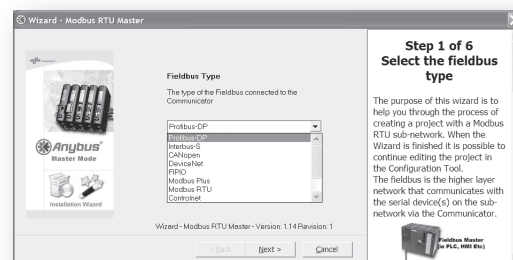 Wizard - Modbus RTU Master
Anybus®
Master Mode
Installation Wizard
Fieldbus Type
The type of the Fieldbus connected to the
Communicator
Profibus-DP
Profibus-DP
Interbus-S
CANopen
DeviceNet
FIPIO
Modbus Plus
Modbus RTU
Controlnet
Wizard - Modbus RTU Master - Version: 1.14 Revision: 1
< Back
Next >
Cancel
Step 1 of 6
Select the fieldbus
type
The purpose of this wizard is to
help you through the process of
creating a project with a Modbus
RTU sub-network. When the
Wizard is finished it is possible to
continue editing the project in
the Configuration Tool.
The fieldbus is the higher layer
network that communicates with
the serial device(s) on the sub-
network via the Communicator.
Fieldbus Master
(ie PLC, HMI Etc)